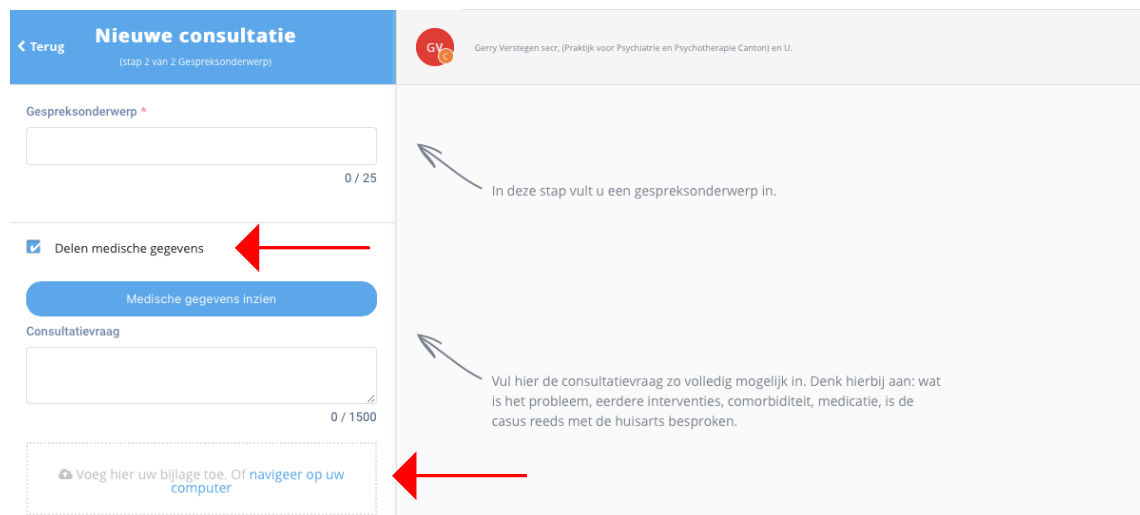 Terug
Nieuwe consultatie
(stap 2 van 2 Gespreksonderwerp)
GV
C
Gerry Verstegen secr, (Praktijk voor Psychiatrie en Psychotherapie Canton) en U.
Gespreksonderwerp *
0 / 25
In deze stap vult u een gespreksonderwerp in.
Delen medische gegevens
Medische gegevens inzien
Consultatievraag
0 / 1500
Vul hier de consultatievraag zo volledig mogelijk in. Denk hierbij aan: wat
is het probleem, eerdere interventies, comorbiditeit, medicatie, is de
casus reeds met de huisarts besproken.
Voeg hier uw bijlage toe. Of navigeer op uw
computer